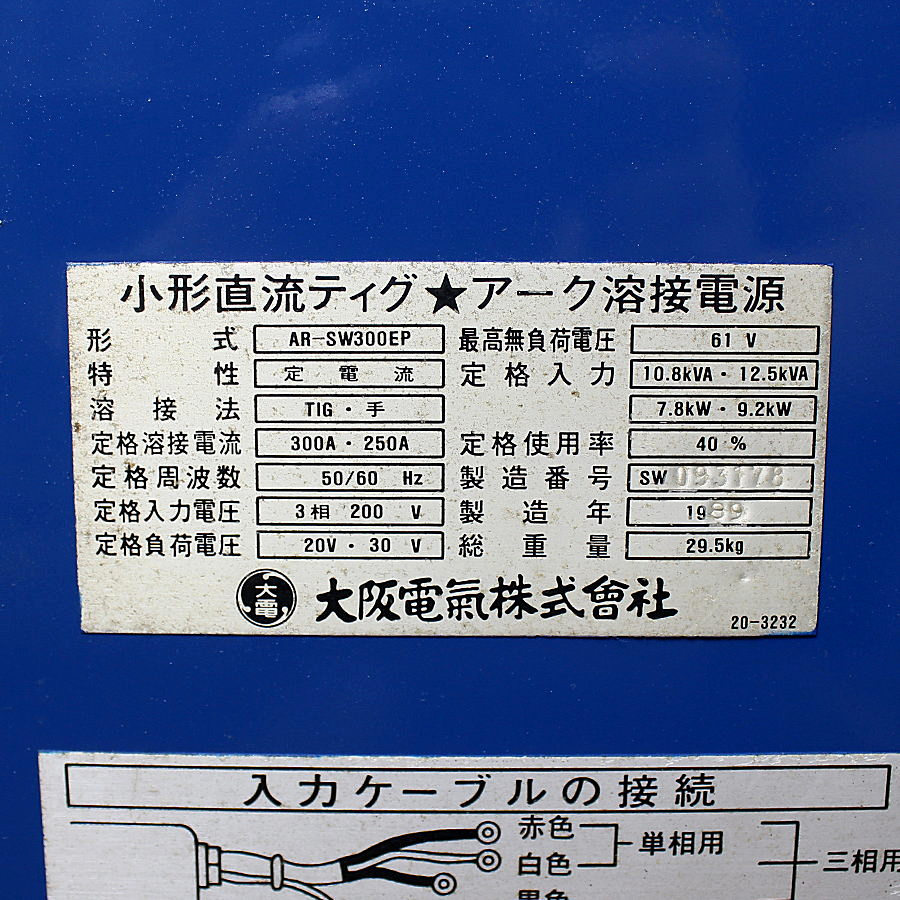 小形直流ティグ★アーク溶接電源
形式 AR-SW300EP 最高無負荷電圧 61 V
特性 定電流 定格入力 10.8kVA・12.5kVA
溶接法 TIG・手 7.8kW・9.2kW
定格溶接電流 300A・250A 定格使用率 40 %
定格周波数 50/60 Hz 製造番号 SW 093178
定格入力電圧 3相 200 V 製造年 1989
定格負荷電圧 20V・30 V 総重量 29.5kg
大電 大阪電氣株式會社
20-3232
入力ケーブルの接続
赤色 単相用
白色 三相用
黒色